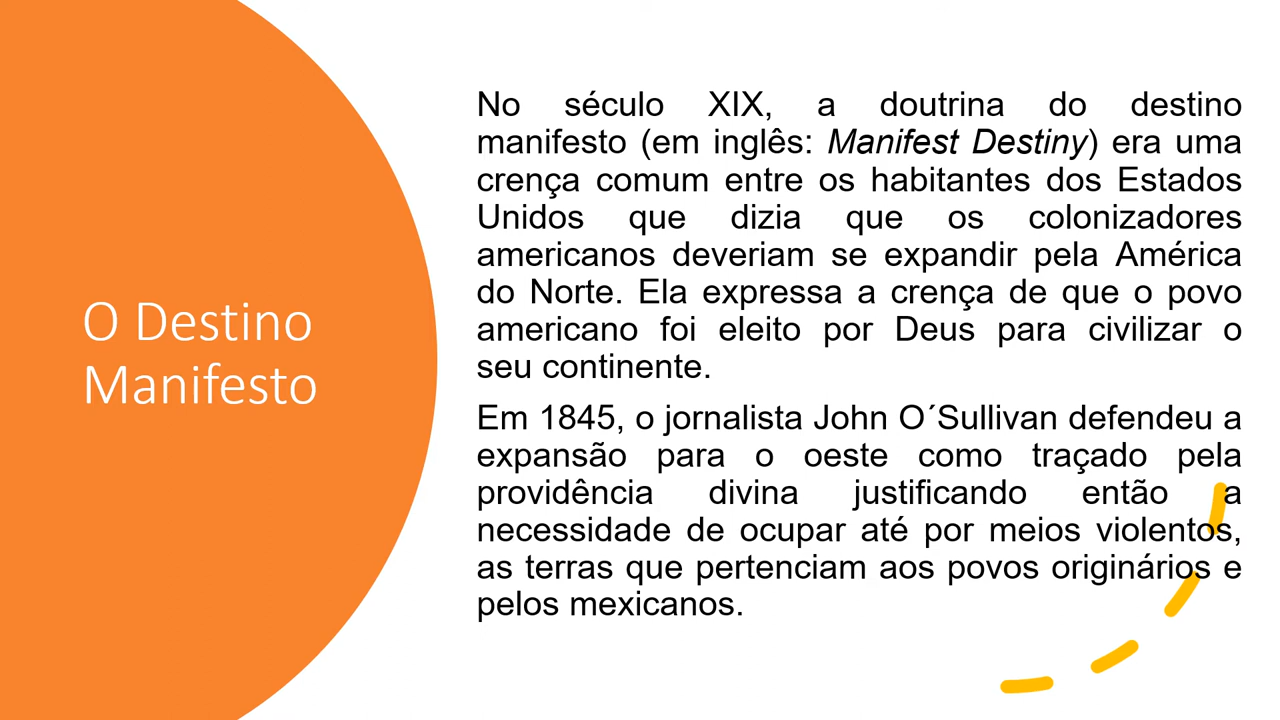 O Destino
Manifesto
No século XIX, a doutrina do destino
manifesto (em inglês: Manifest Destiny) era uma
crença comum entre os habitantes dos Estados
Unidos que dizia que os colonizadores
americanos deveriam se expandir pela América
do Norte. Ela expressa a crença de que o povo
americano foi eleito por Deus para civilizar o
seu continente.
Em 1845, o jornalista John O´Sullivan defendeu a
expansão para o oeste como traçado pela
providência divina justificando então a
necessidade de ocupar até por meios violentos,
as terras que pertenciam aos povos originários e
pelos mexicanos.